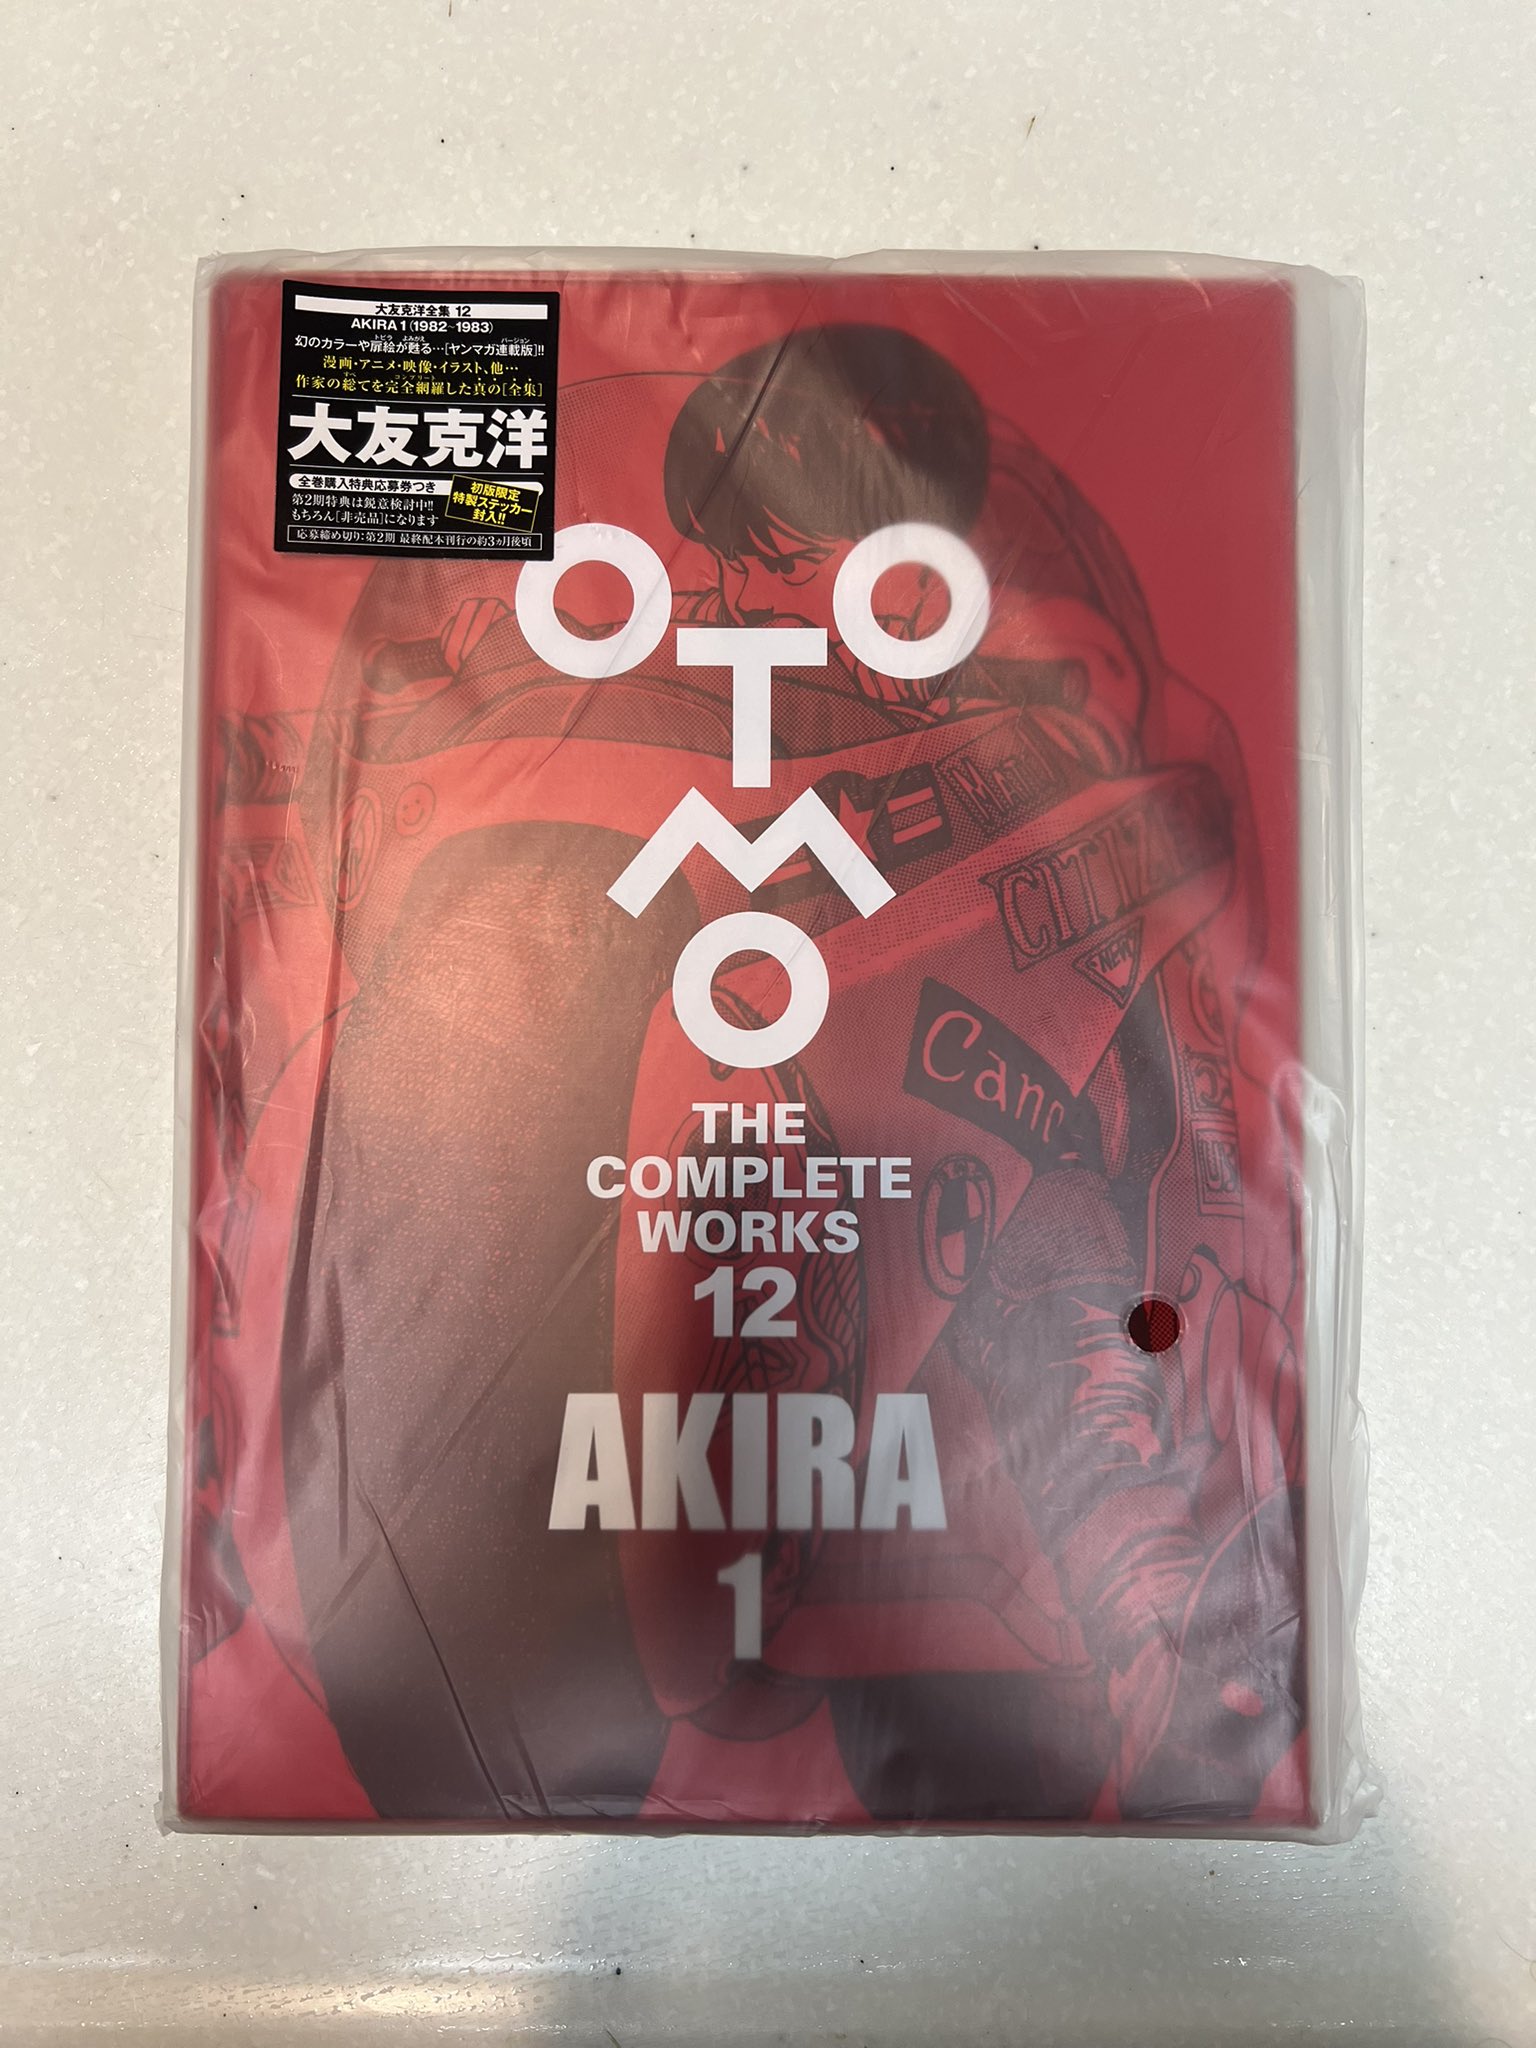 大友克洋全集 12
AKIRA 1(1982~1983)
幻のカラーや扉絵が甦る…[ヤンマガ連載版]!!
漫画・アニメ・映像・イラスト、他…
作家の総てを完全網羅した真の[全集]
大友克洋
全巻購入特典応募券つき
第2期特典は鋭意検討中!!
もちろん[非売品]になります
初版限定
特製ステッカー
封入!!
応募締め切り:第2期 最終配本刊行の約3ヵ月後頃
OTOMO
THE
COMPLETE
WORKS
12
AKIRA
1
CITIZEN
NEW